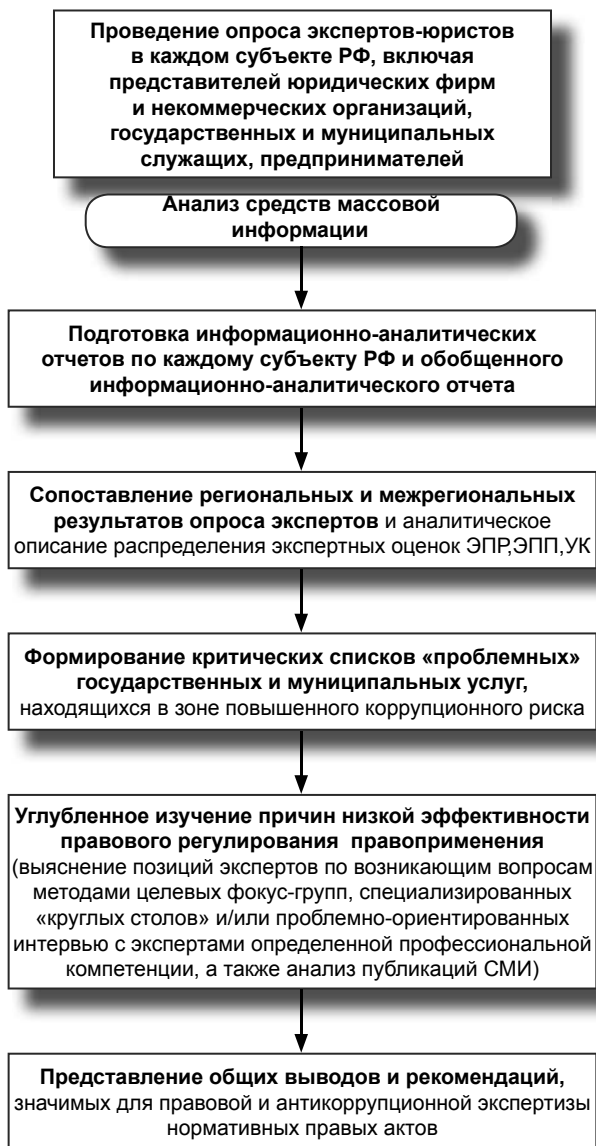 Проведение опроса экспертов-юристов
в каждом субъекте РФ, включая
представителей юридических фирм
и некоммерческих организаций,
государственных и муниципальных
служащих, предпринимателей
Анализ средств массовой
информации
Подготовка информационно-аналитических
отчетов по каждому субъекту РФ и обобщенного
информационно-аналитического отчета
Сопоставление региональных и межрегиональных
результатов опроса экспертов и аналитическое
описание распределения экспертных оценок ЭПР,ЭПП,УК
Формирование критических списков «проблемных»
государственных и муниципальных услуг,
находящихся в зоне повышенного коррупционного риска
Углубленное изучение причин низкой эффективности
правового регулирования правоприменения
(выяснение позиций экспертов по возникающим вопросам
методами целевых фокус-групп, специализированных
«круглых столов» и/или проблемно-ориентированных
интервью с экспертами определенной профессиональной
компетенции, а также анализ публикаций СМИ)
Представление общих выводов и рекомендаций,
значимых для правовой и антикоррупционной экспертизы
нормативных правых актов